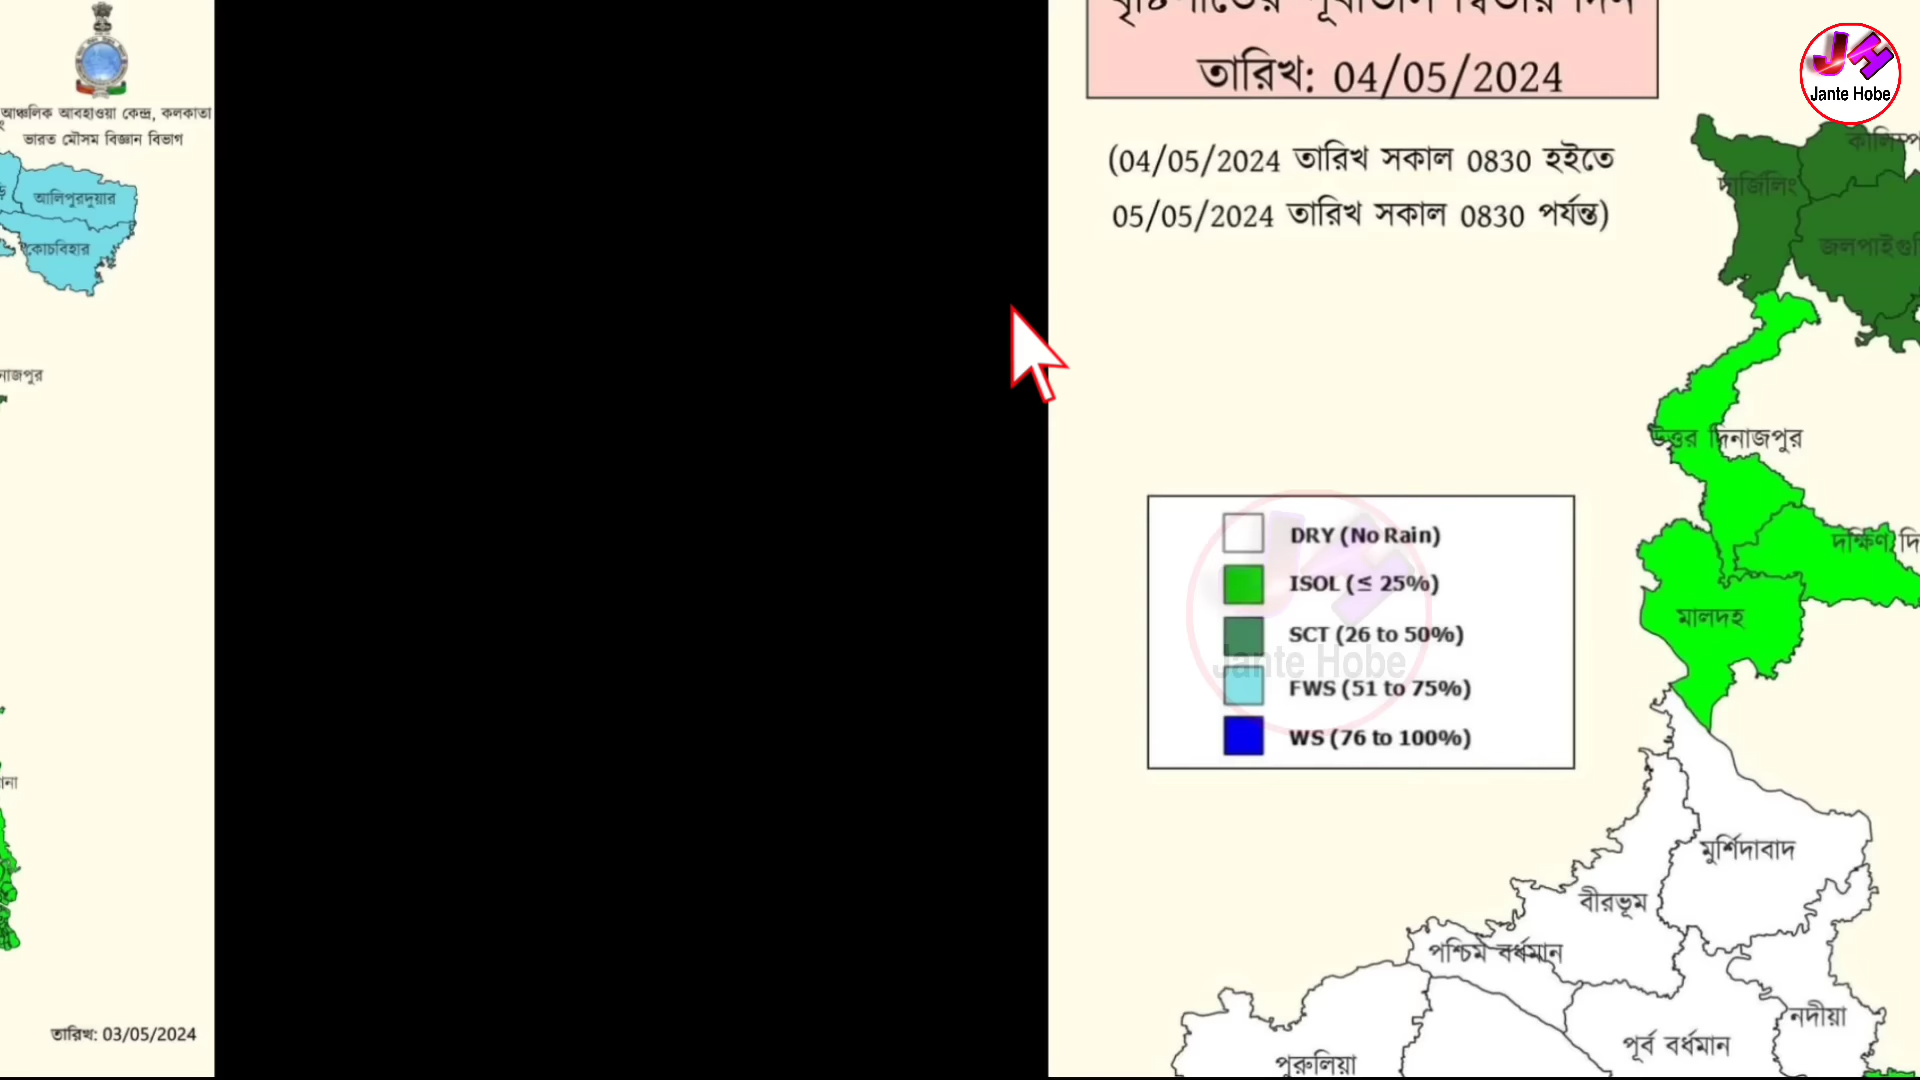 আঞ্চলিক আবহাওয়া কেন্দ্র, কলকাতা
ভারত মৌসম বিজ্ঞান বিভাগ
আলিপুরদুয়ার
কোচবিহার
নাজপুর
তারিখ: 03/05/2024
বৃষ্টিপাতের পূর্বাভাস দ্বিতীয় দিন
তারিখ: 04/05/2024
(04/05/2024 তারিখ সকাল 0830 হইতে
05/05/2024 তারিখ সকাল 0830 পর্যন্ত)
Jante Hobe
কালিম্প
দার্জিলিং
জলপাইগুড়ি
উত্তর দিনাজপুর
দক্ষিণ দি
মালদহ
DRY (No Rain)
ISOL (≤ 25%)
SCT (26 to 50%)
Jante Hobe
FWS (51 to 75%)
WS (76 to 100%)
মুর্শিদাবাদ
বীরভূম
পশ্চিম বর্ধমান
নদীয়া
পূর্ব বর্ধমান
পুরুলিয়া